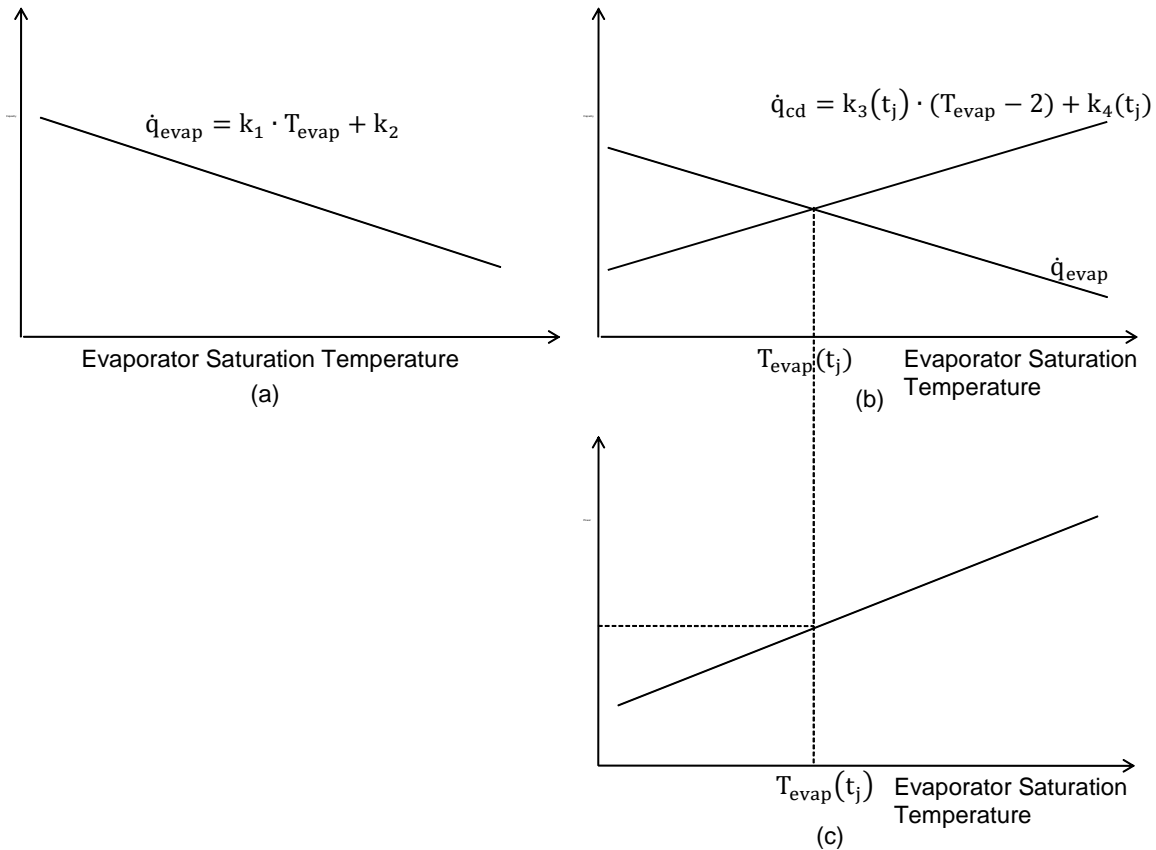 q̇evap = k1 · Tevap + k2
Evaporator Saturation Temperature
(a)
q̇cd = k3(tj) · (Tevap − 2) + k4(tj)
q̇evap
Tevap(tj)
Evaporator Saturation
Temperature
(b)
Tevap(tj)
Evaporator Saturation
Temperature
(c)